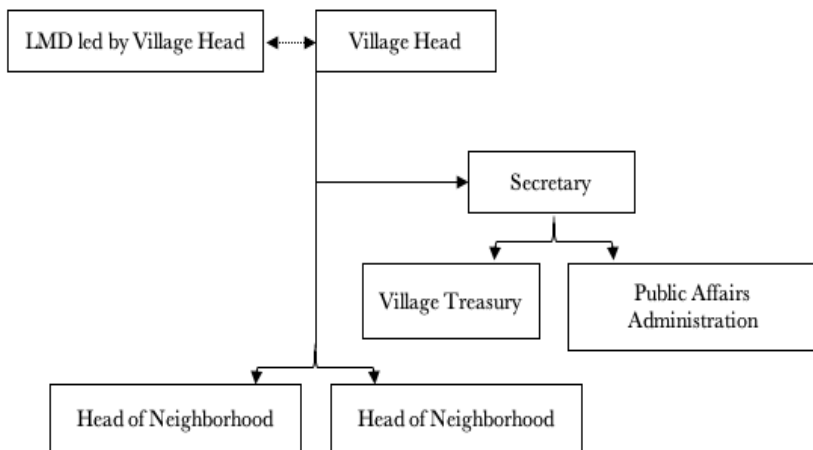 LMD led by Village Head
Village Head
Secretary
Village Treasury
Public Affairs
Administration
Head of Neighborhood
Head of Neighborhood